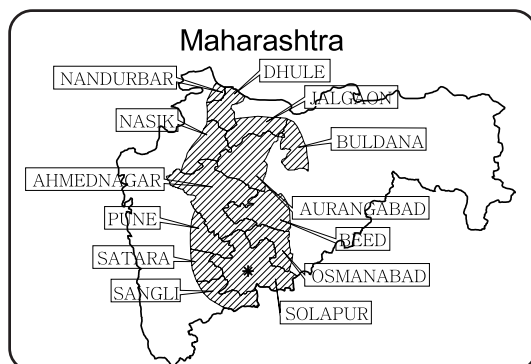 Maharashtra
NANDURBAR
DHULE
JALGAON
NASIK
BULDANA
AHMEDNAGAR
AURANGABAD
PUNE
BEED
SATARA
OSMANABAD
SANGLI
SOLAPUR